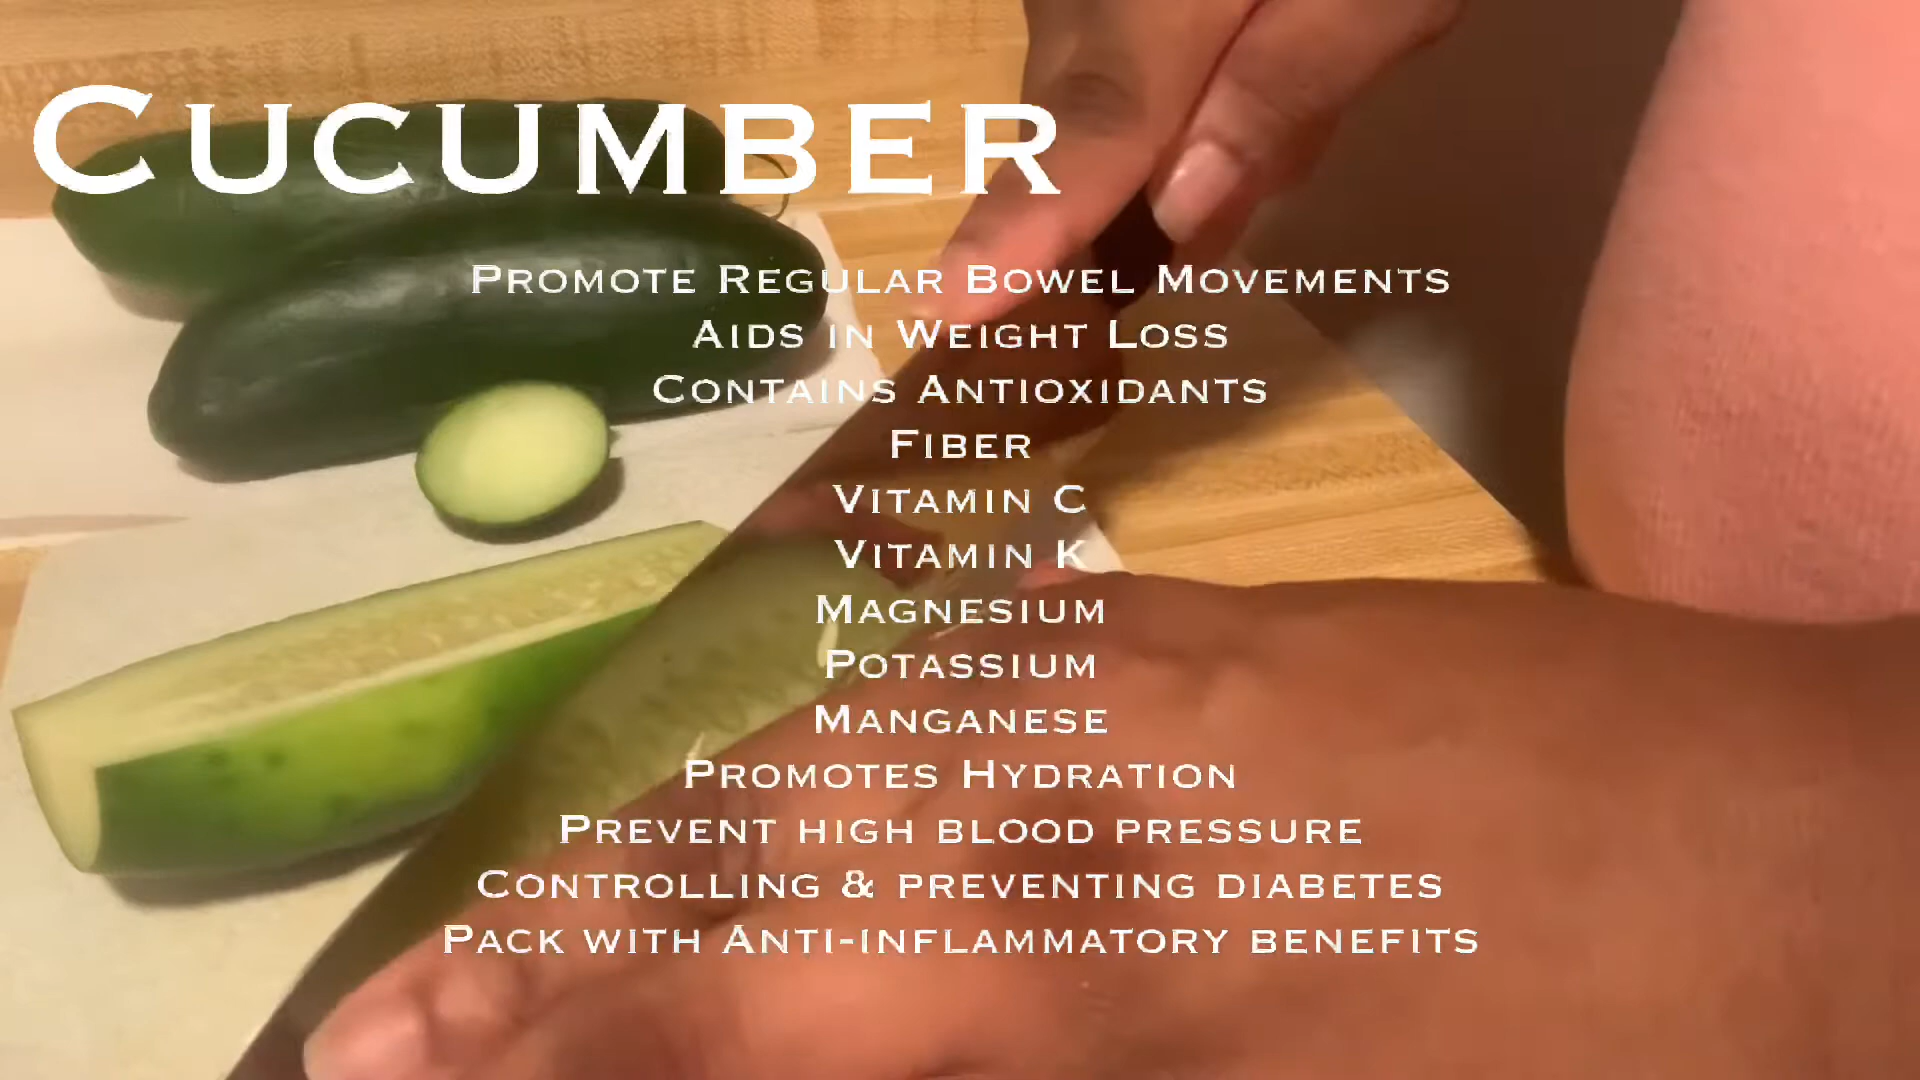 Cucumber
Promote Regular Bowel Movements
Aids in Weight Loss
Contains Antioxidants
Fiber
Vitamin C
Vitamin K
Magnesium
Potassium
Manganese
Promotes Hydration
Prevent high blood pressure
Controlling & preventing diabetes
Pack with Anti-inflammatory benefits